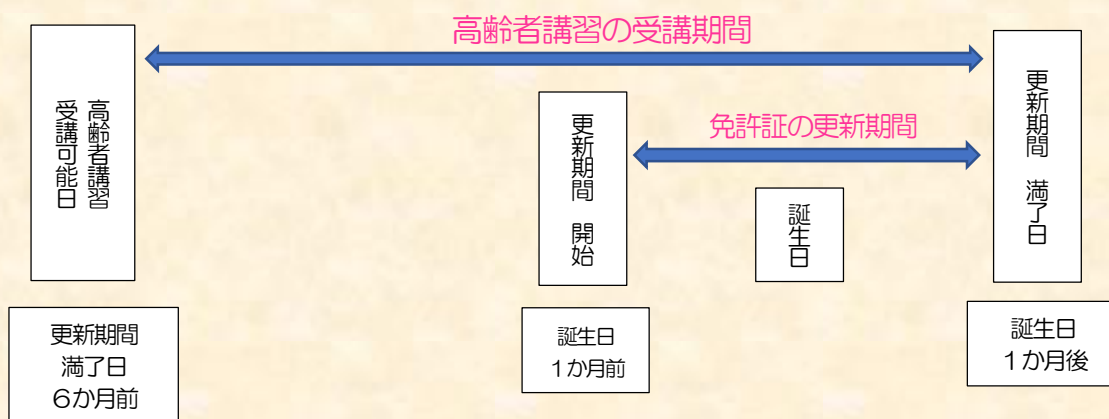 高齢者講習の受講期間
高齢者講習
受講可能日
更新期間　開始
免許証の更新期間
誕生日
更新期間　満了日
更新期間
満了日
６か月前
誕生日
１か月前
誕生日
１か月後